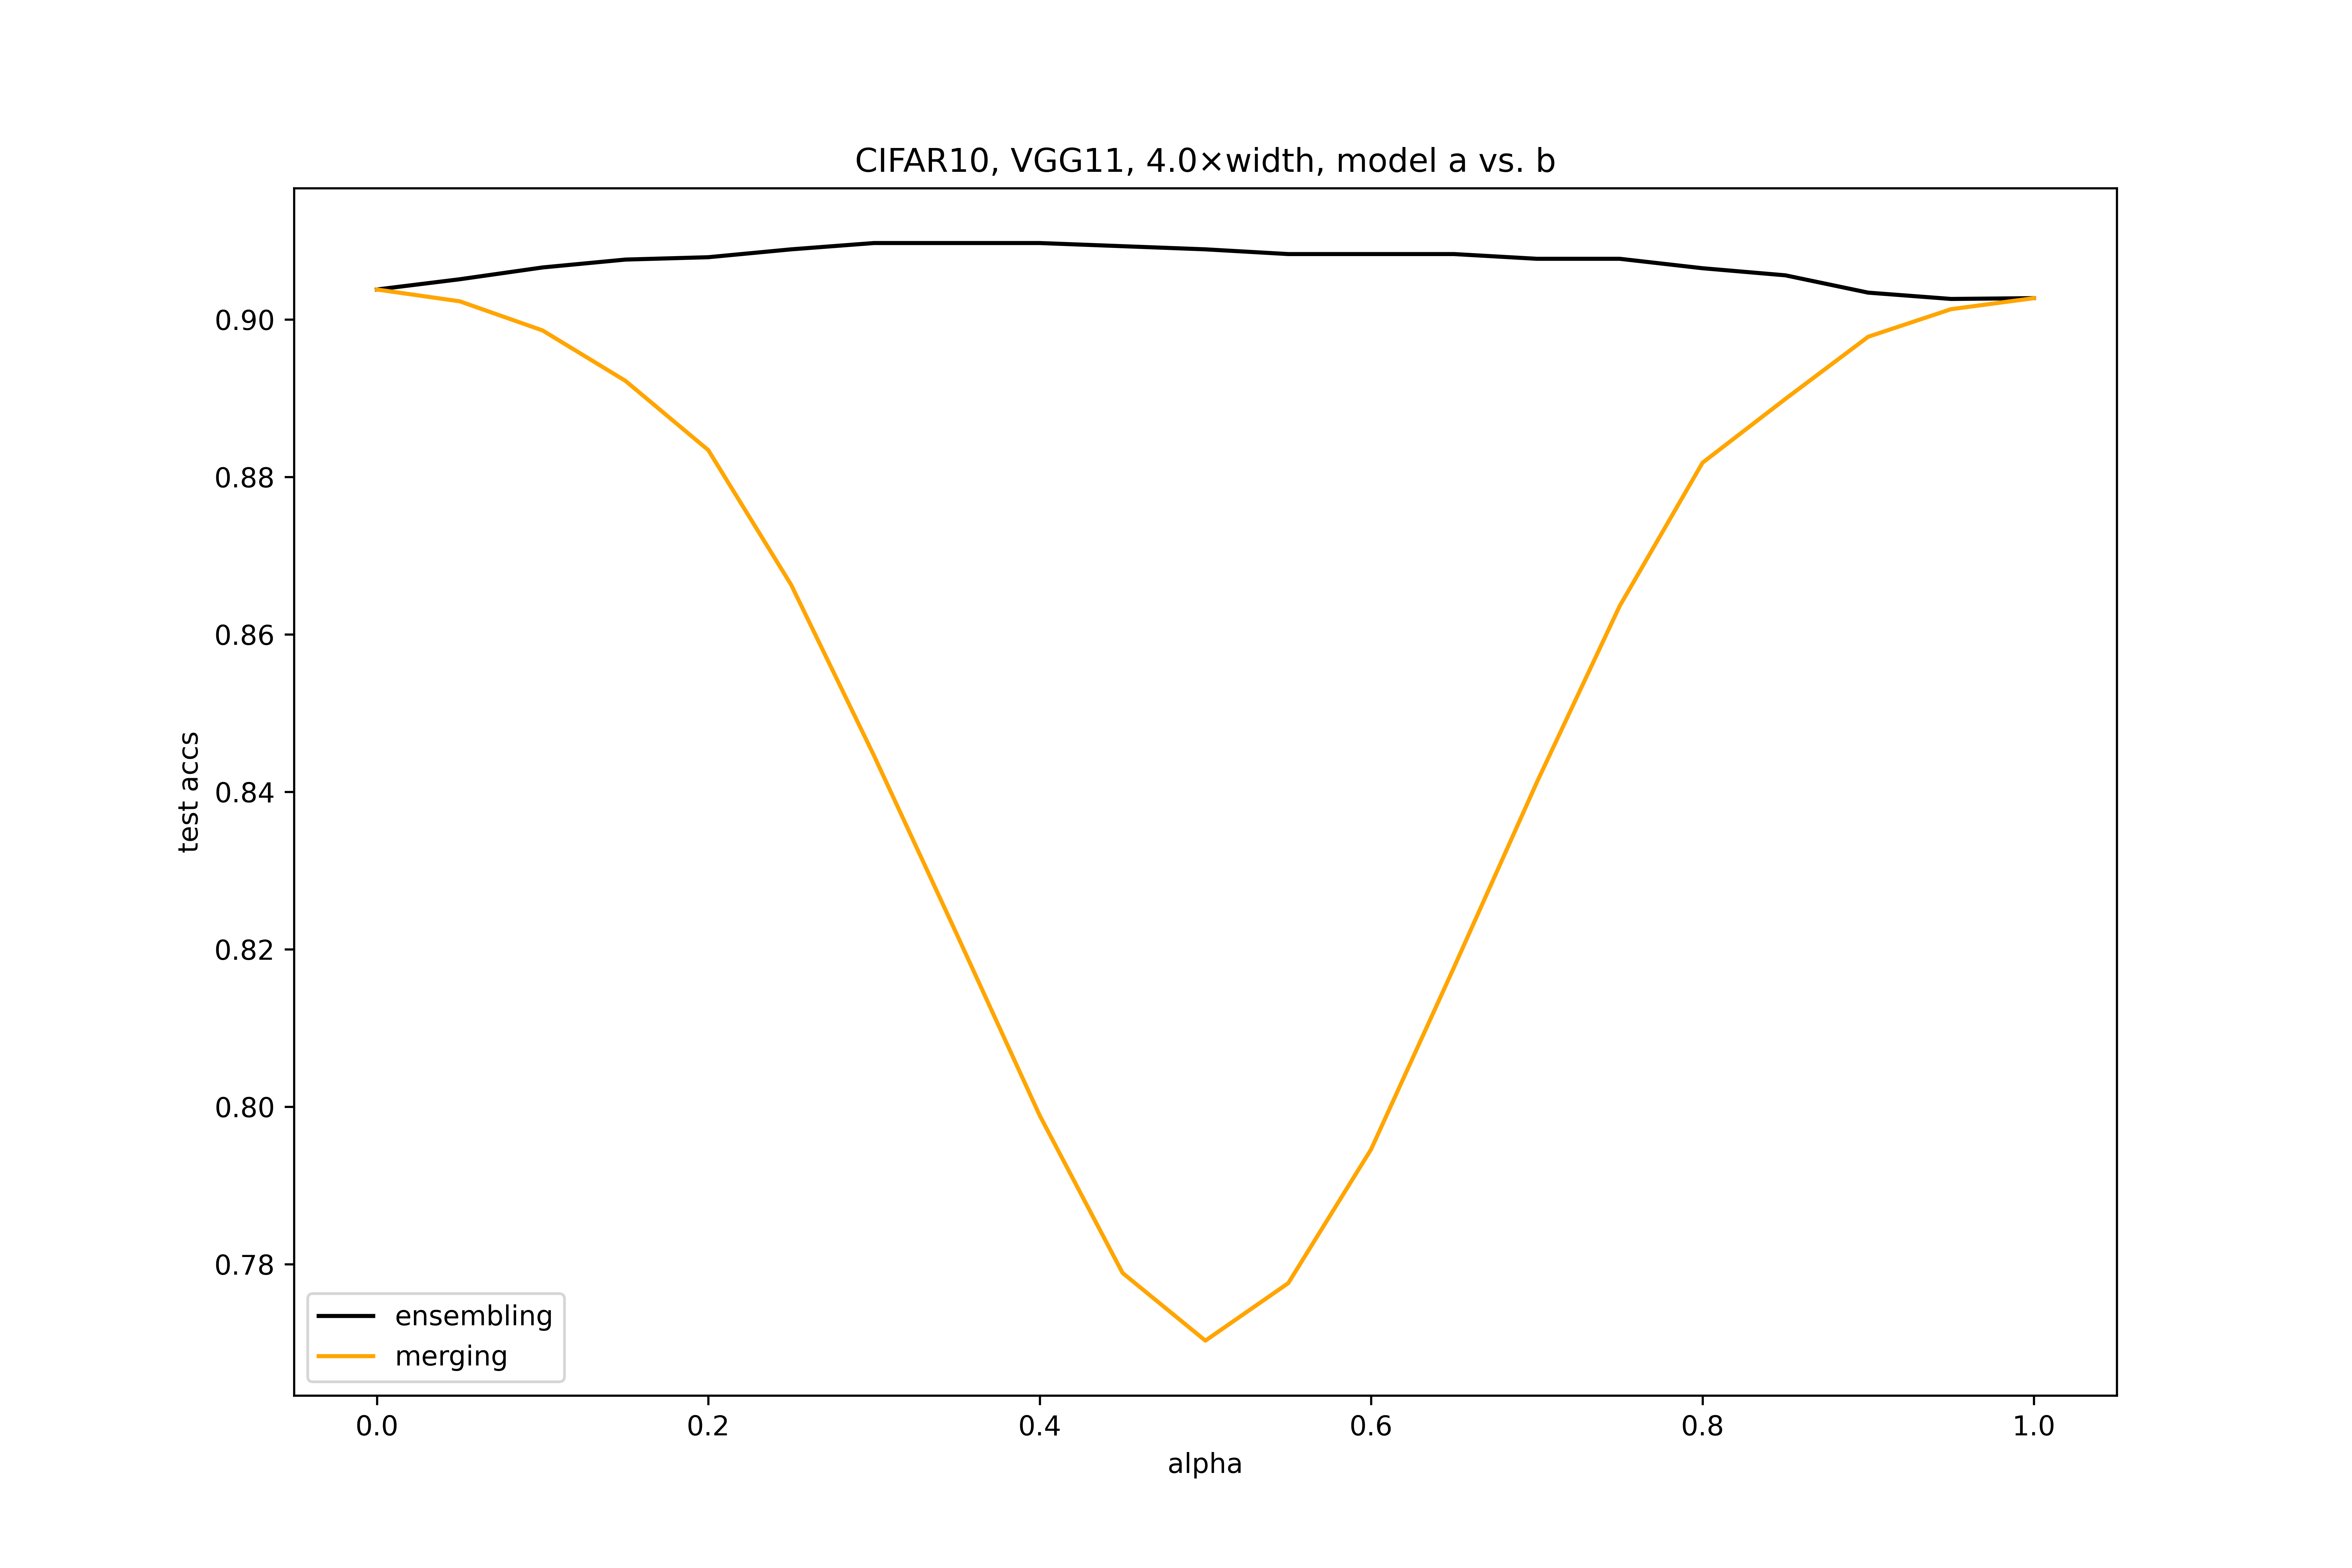 CIFAR10, VGG11, 4.0×width, model a vs. b
0.90
0.88
0.86
0.84
0.82
0.80
0.78
test accs
ensembling
merging
0.0 0.2 0.4 0.6 0.8 1.0
alpha